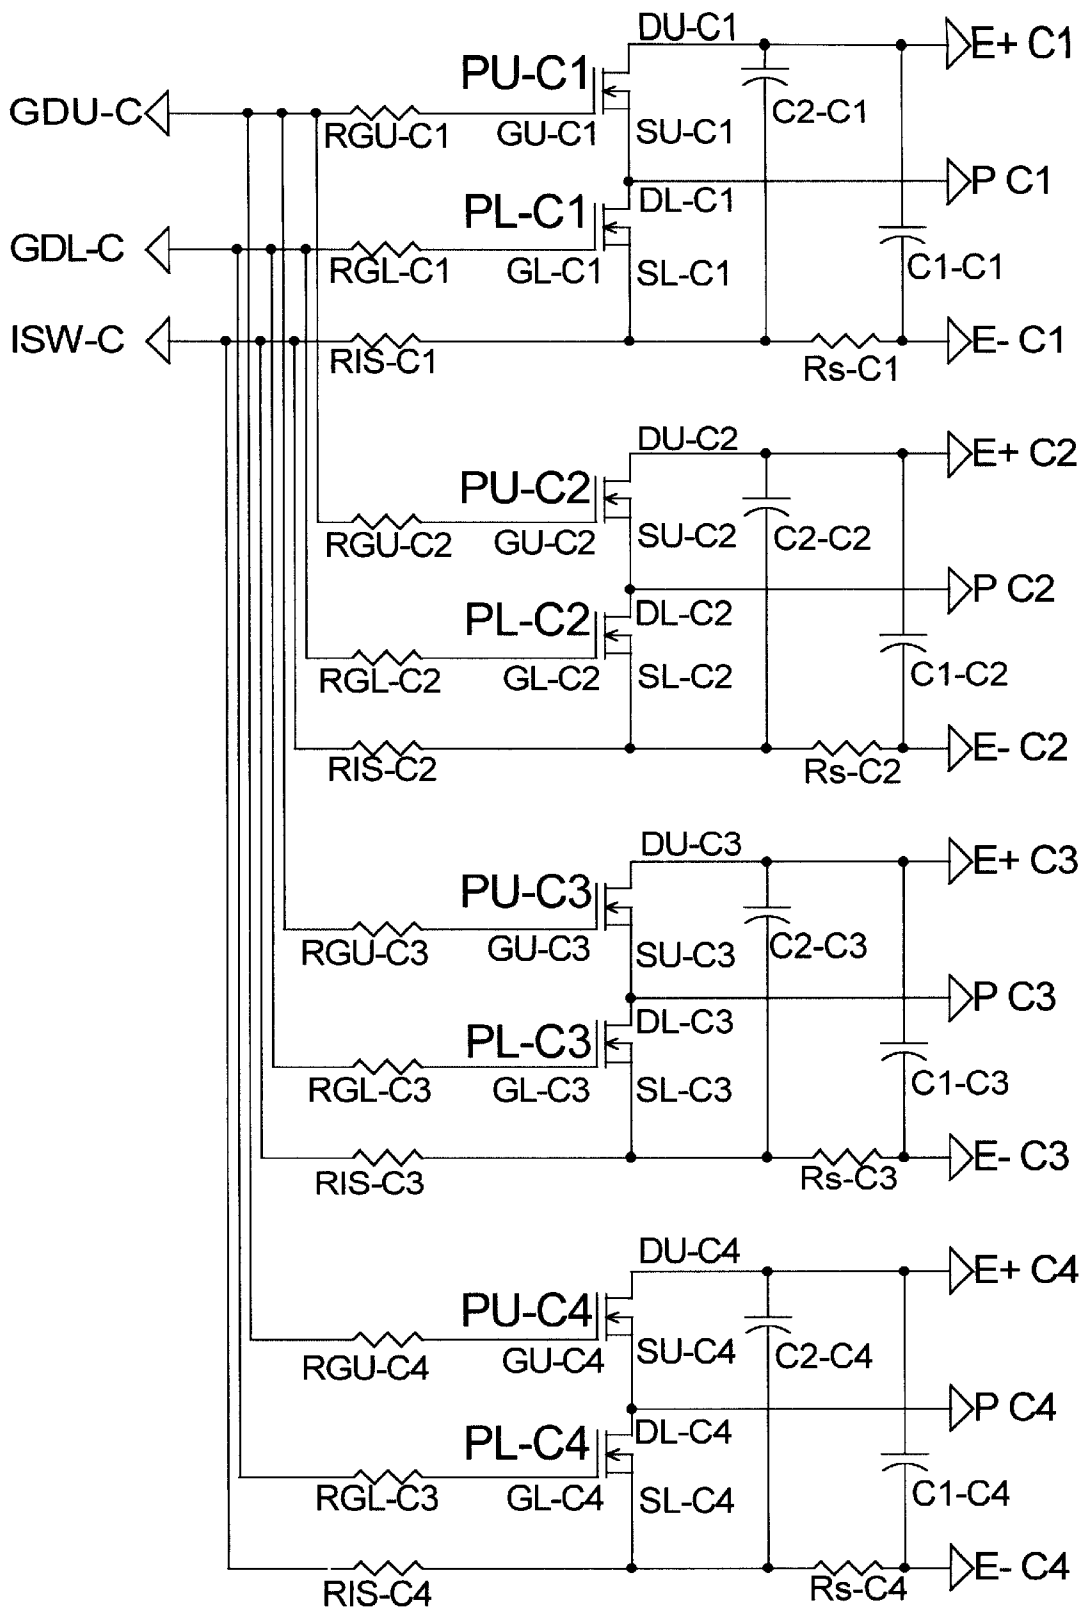 DU-C1
E+ C1
PU-C1
C2-C1
GDU-C
RGU-C1
GU-C1
SU-C1
P C1
PL-C1
DL-C1
GDL-C
RGL-C1
GL-C1
SL-C1
C1-C1
ISW-C
RIS-C1
Rs-C1
E- C1
DU-C2
E+ C2
PU-C2
RGU-C2
GU-C2
SU-C2
C2-C2
P C2
PL-C2
DL-C2
RGL-C2
GL-C2
SL-C2
C1-C2
RIS-C2
Rs-C2
E- C2
DU-C3
E+ C3
PU-C3
RGU-C3
GU-C3
SU-C3
C2-C3
P C3
PL-C3
DL-C3
RGL-C3
GL-C3
SL-C3
C1-C3
RIS-C3
Rs-C3
E- C3
DU-C4
E+ C4
PU-C4
RGU-C4
GU-C4
SU-C4
C2-C4
P C4
PL-C4
DL-C4
RGL-C3
GL-C4
SL-C4
C1-C4
RIS-C4
Rs-C4
E- C4